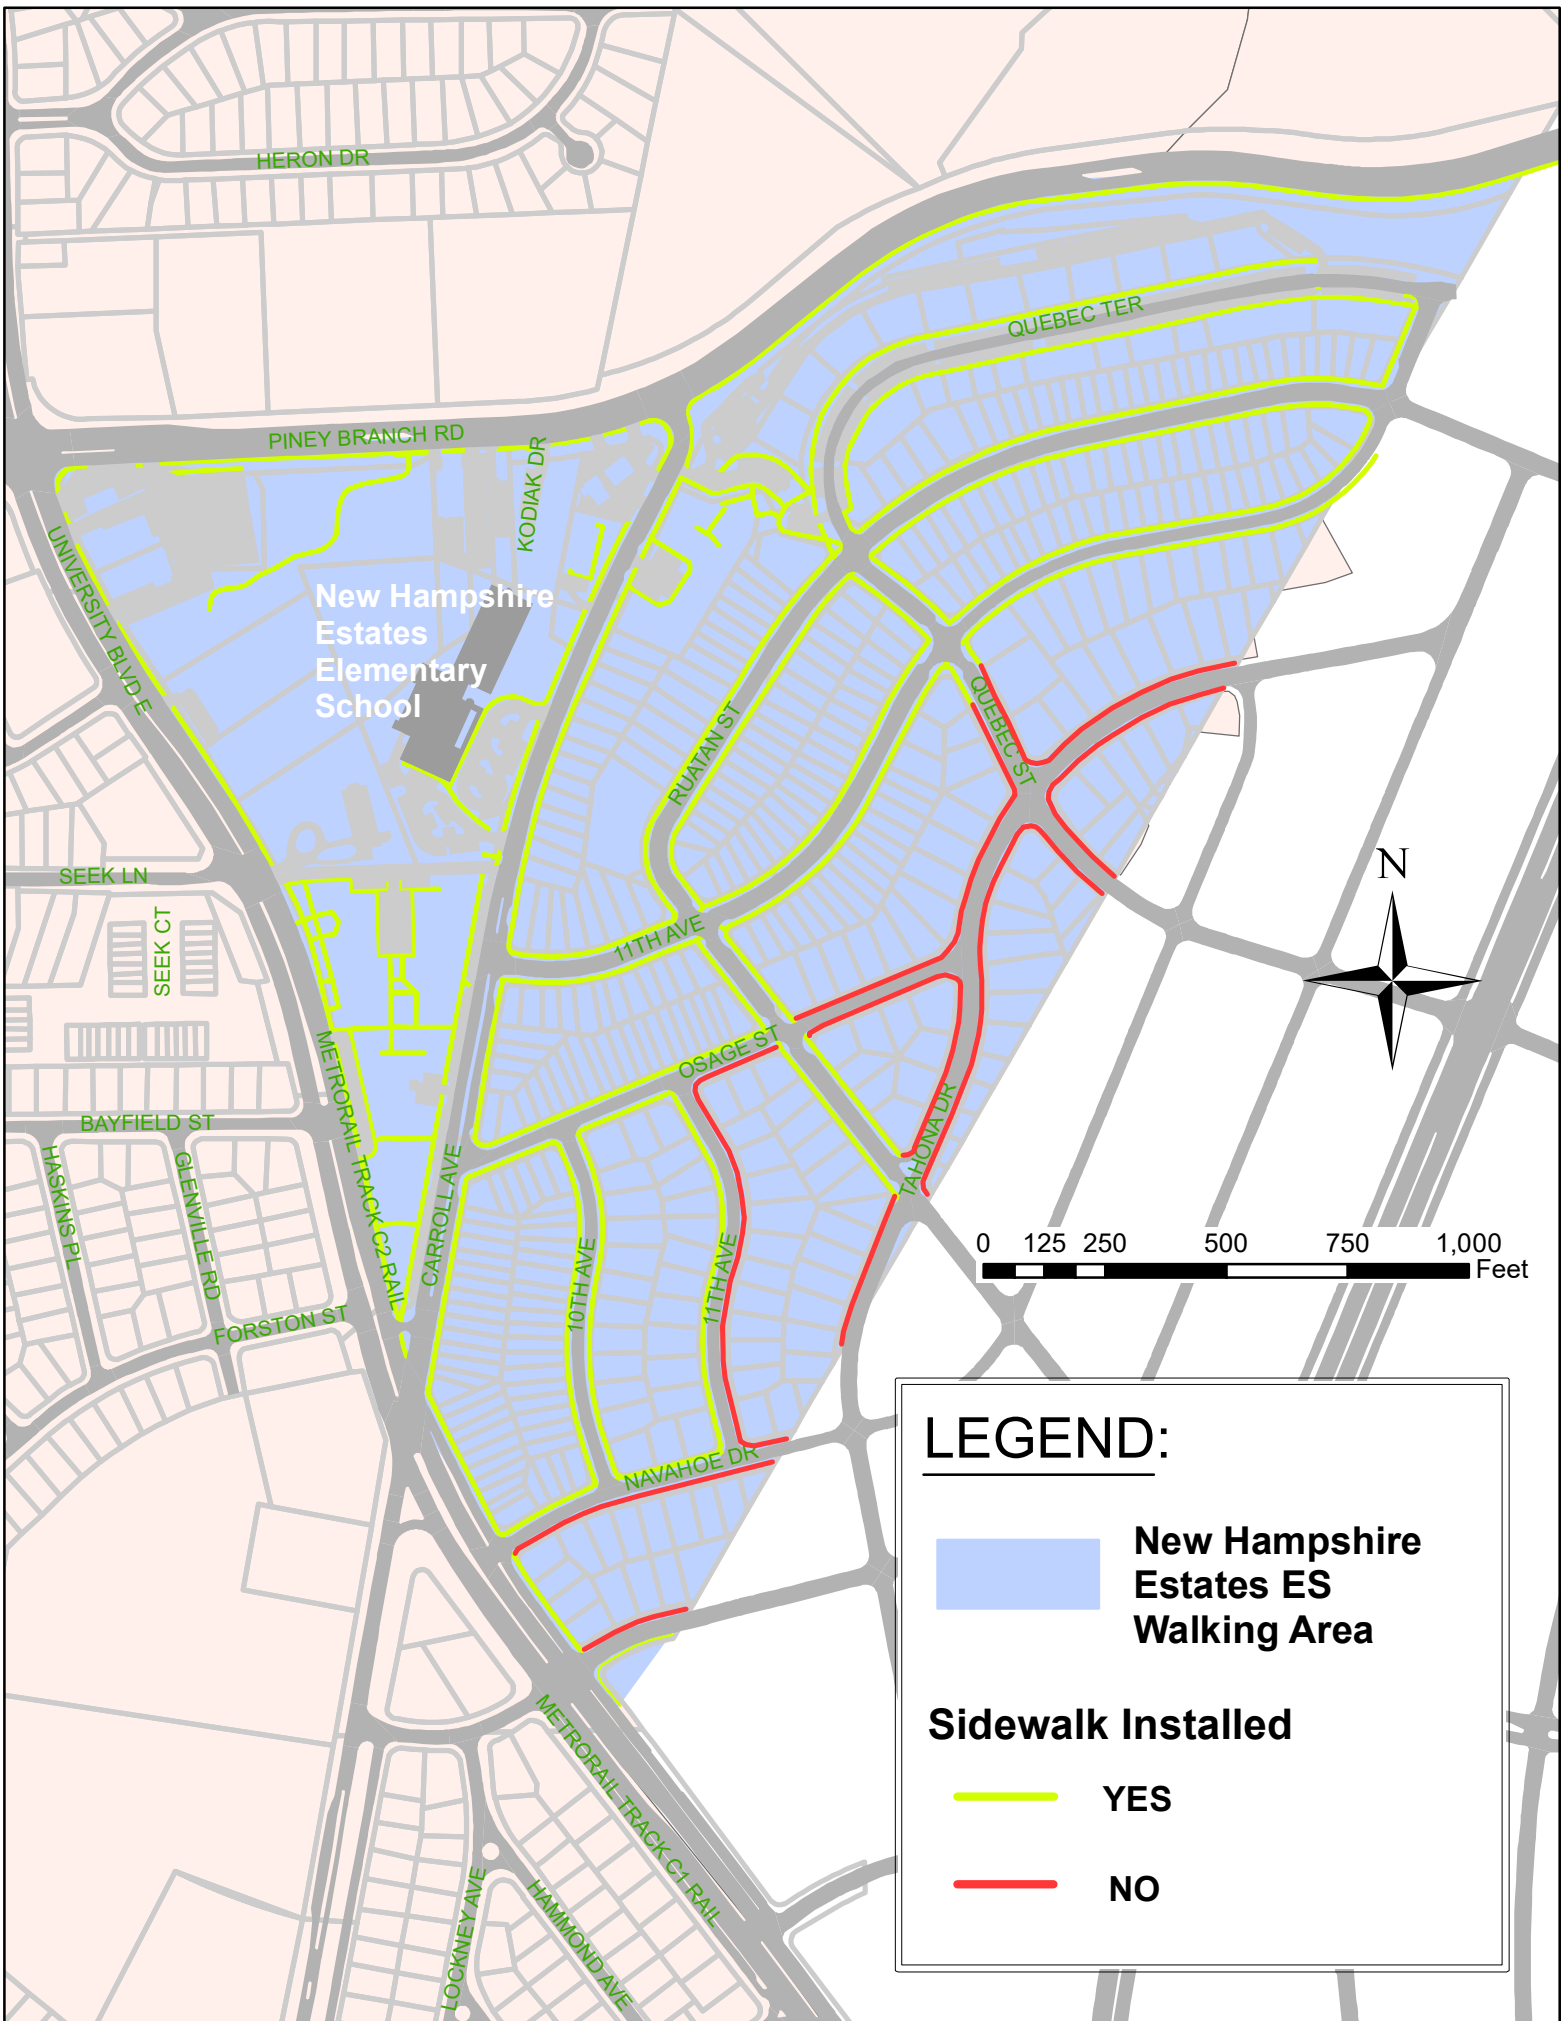 HERON DR
QUEBEC TER
PINEY BRANCH RD
KODIAK DR
UNIVERSITY BLVD E
New Hampshire
Estates
Elementary
School
QUEBEC ST
RUATAN ST
SEEK LN
SEEK CT
11TH AVE
N
OSAGE ST
METRORAIL TRACK C2 RAIL
BAYFIELD ST
TAHONA DR
HASKINS PL
GLENVILLE RD
CARROLL AVE
10TH AVE
11TH AVE
0 125 250 500 750 1,000
Feet
FORSTON ST
NAVAHOE DR
LEGEND:
New Hampshire
Estates ES
Walking Area
Sidewalk Installed
YES
NO
METRORAIL TRACK C1 RAIL
LOCKNEY AVE
HAMMOND AVE